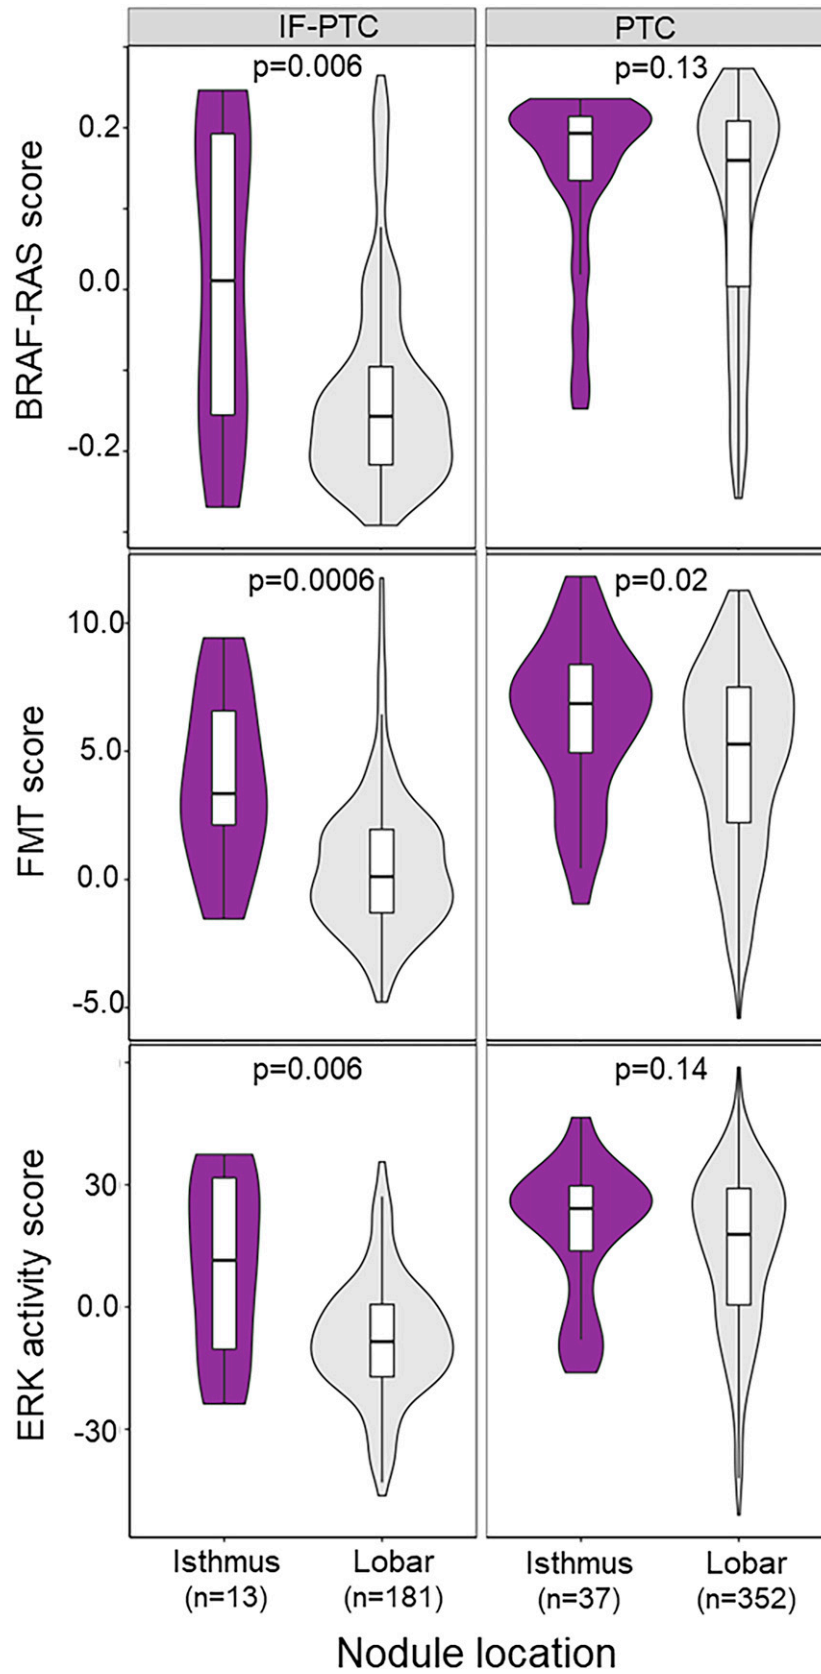 IF-PTC
PTC
BRAF-RAS score
0.2
0.0
-0.2
p=0.006
p=0.13
FMT score
10.0
5.0
0.0
-5.0
p=0.0006
p=0.02
ERK activity score
30
0.0
-30
p=0.006
p=0.14
Isthmus
(n=13)
Lobar
(n=181)
Isthmus
(n=37)
Lobar
(n=352)
Nodule location